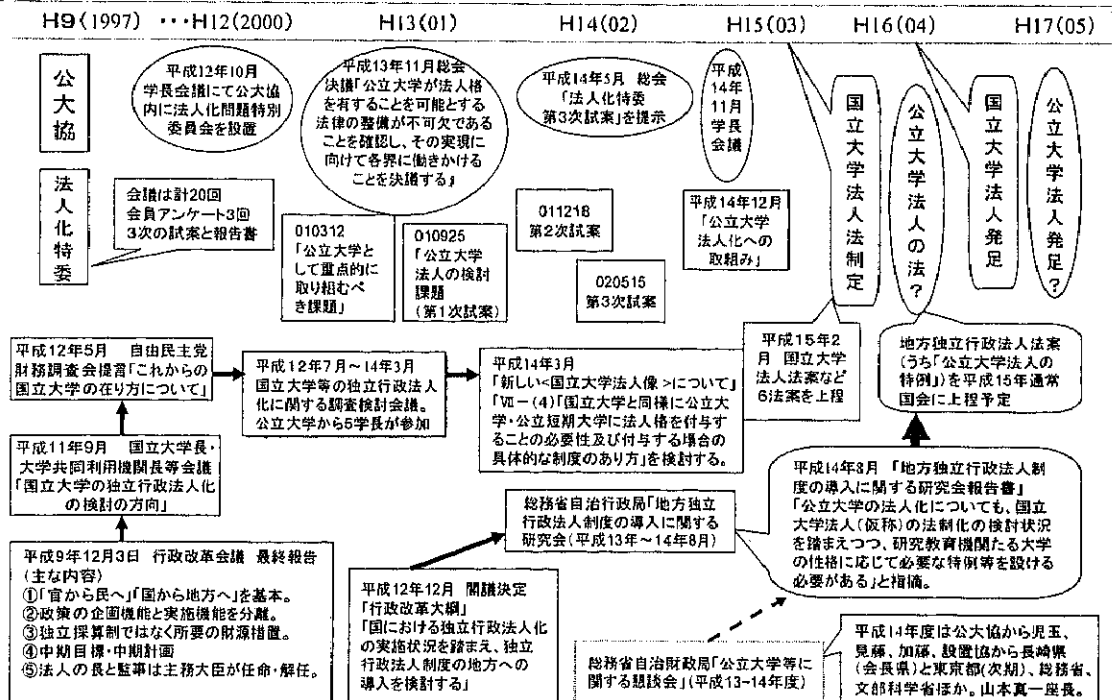 H9(1997) ・・・H12(2000) H13(01) H14(02) H15(03) H16(04) H17(05)
公大協
平成12年10月
学長会議にて公大協
内に法人化問題特別
委員会を設置
平成13年11月総会
決議「公立大学が法人格
を有することを可能とする
法律の整備が不可欠である
ことを確認し、その実現に
向けて各界に働きかける
ことを決議する」
平成14年5月 総会
「法人化特委
第3次試案」を提示
平成
14年
11月
学長
会議
国立大学法人法制定
公立大学法人の法?
国立大学法人発足
公立大学法人発足?
法人化特委
会議は計20回
会員アンケート3回
3次の試案と報告書
010312
「公立大学と
して重点的に
取り組むべ
き課題」
010925
「公立大学
法人の検討
課題
(第1次試案)
011218
第2次試案
020515
第3次試案
平成14年12月
「公立大学
法人化への
取組み」
平成12年5月 自由民主党
財務調査会提言「これからの
国立大学の在り方について」
平成12年7月~14年3月
国立大学等の独立行政法人
化に関する調査検討会議。
公立大学から5学長が参加
平成14年3月
「新しい<国立大学法人像>について」
「Ⅶ-(4)「国立大学と同様に公立大
学・公立短期大学に法人格を付与す
ることの必要性及び付与する場合の
具体的な制度のあり方」を検討する。
平成15年2
月 国立大学
法人法案など
6法案を上程
地方独立行政法人法案
(うち「公立大学法人の
特例」)を平成15年通常
国会に上程予定
平成11年9月 国立大学長・
大学共同利用機関長等会議
「国立大学の独立行政法人化
の検討の方向」
総務省自治行政局「地方独立
行政法人制度の導入に関する
研究会(平成13年~14年8月)
平成14年8月 「地方独立行政法人制
度の導入に関する研究会報告書」
「公立大学の法人化についても、国立
大学法人(仮称)の法制化の検討状況
を踏まえつつ、研究教育機関たる大学
の性格に応じて必要な特例等を設ける
必要がある」と指摘。
平成9年12月3日 行政改革会議 最終報告
(主な内容)
①「官から民へ」「国から地方へ」を基本。
②政策の企画機能と実施機能を分離。
③独立採算制ではなく所要の財源措置。
④中期目標・中期計画
⑤法人の長と監事は主務大臣が任命・解任。
平成12年12月 閣議決定
「行政改革大綱」
「国における独立行政法人化
の実施状況を踏まえ、独立
行政法人制度の地方への
導入を検討する」
総務省自治財政局「公立大学等に
関する懇談会」(平成13-14年度)
平成14年度は公大協から児玉、
見藤、加藤、設置協から長崎県
(会長県)と東京都(次期)、総務省、
文部科学省ほか。山本真一座長。